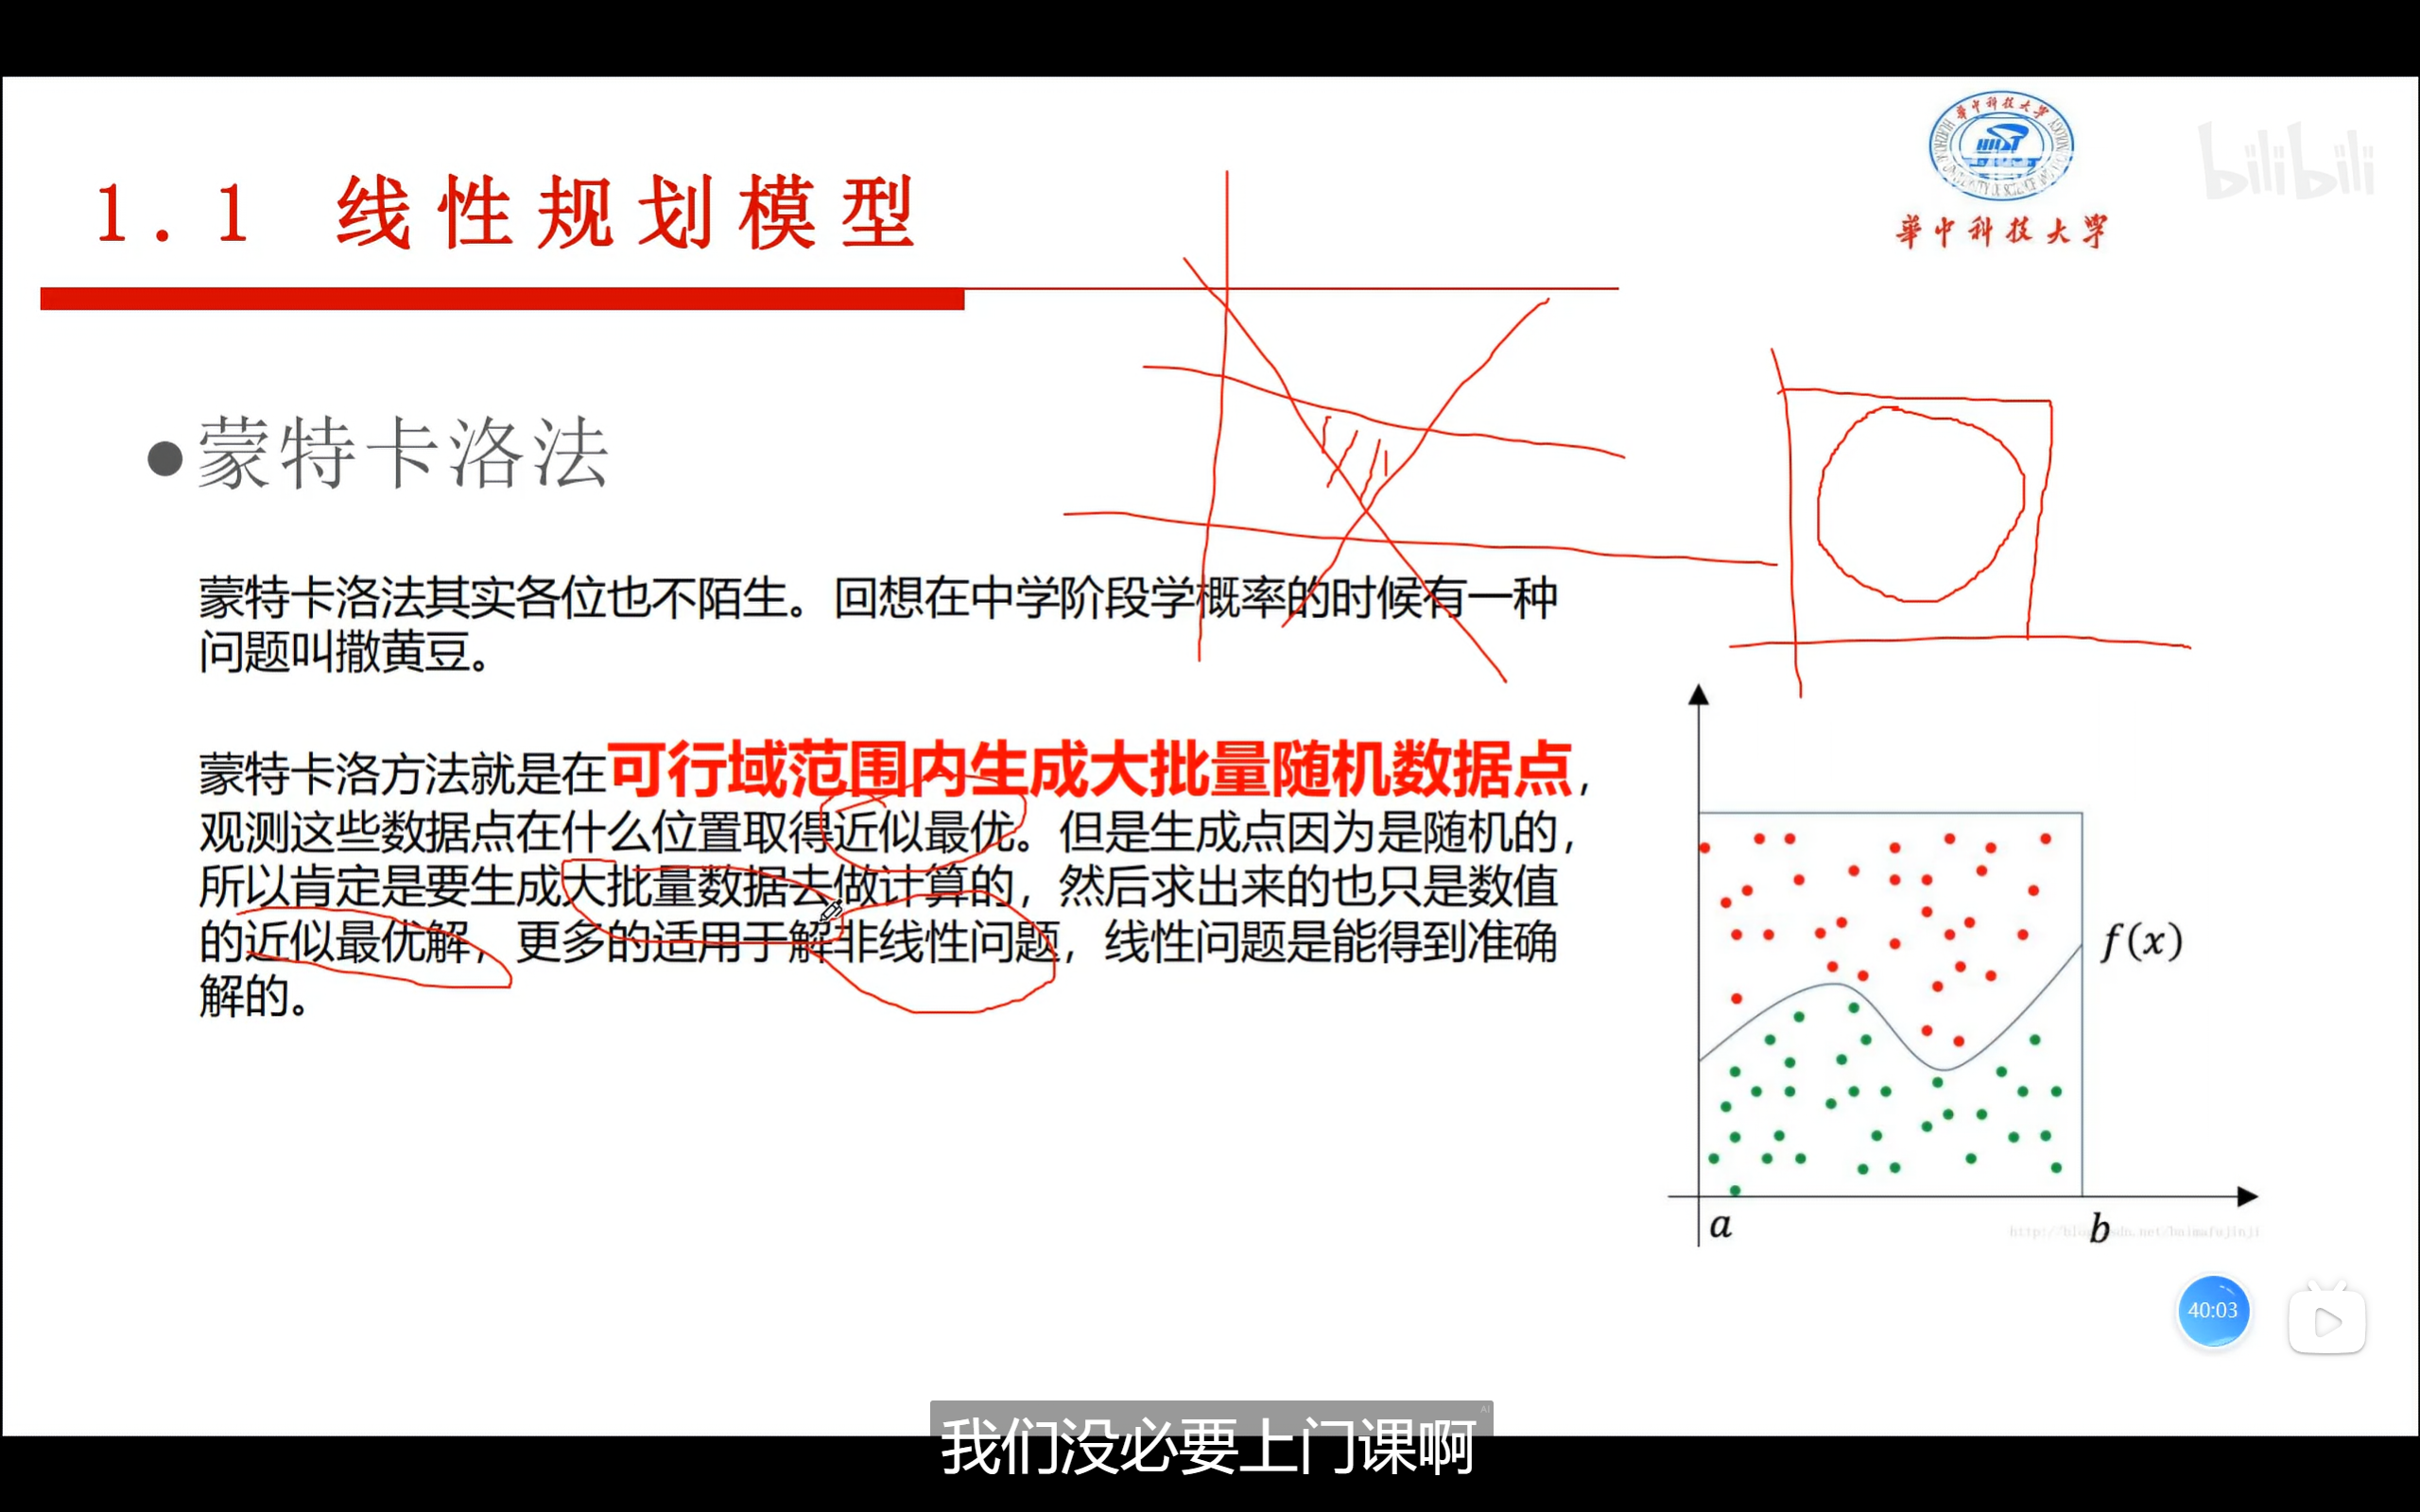 1.1 线性规划模型
華中科技大學
bilibili
●蒙特卡洛法
蒙特卡洛法其实各位也不陌生。回想在中学阶段学概率的时候有一种
问题叫撒黄豆。
蒙特卡洛方法就是在可行域范围内生成大批量随机数据点，
观测这些数据点在什么位置取得近似最优。但是生成点因为是随机的，
所以肯定是要生成大批量数据去做计算的，然后求出来的也只是数值
的近似最优解，更多的适用于解非线性问题，线性问题是能得到准确
解的。
f(x)
a
b
40:03
AI
我们没必要上门课啊